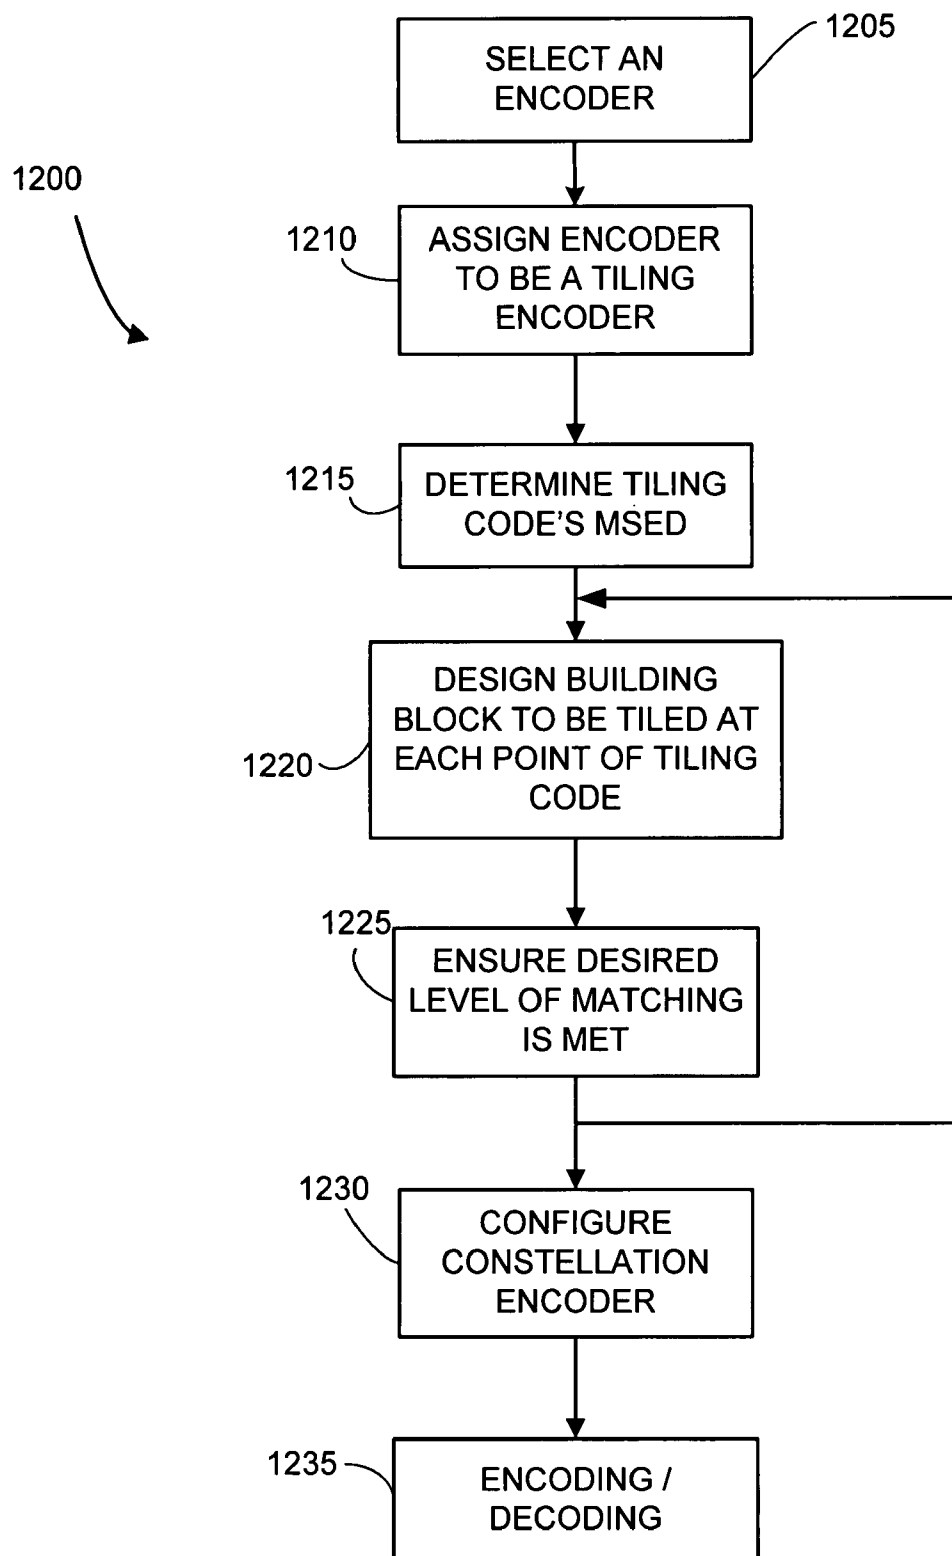 1205
SELECT AN
ENCODER
1200
1210
ASSIGN ENCODER
TO BE A TILING
ENCODER
1215
DETERMINE TILING
CODE'S MSED
DESIGN BUILDING
BLOCK TO BE TILED AT
EACH POINT OF TILING
CODE
1220
1225
ENSURE DESIRED
LEVEL OF MATCHING
IS MET
1230
CONFIGURE
CONSTELLATION
ENCODER
1235
ENCODING /
DECODING